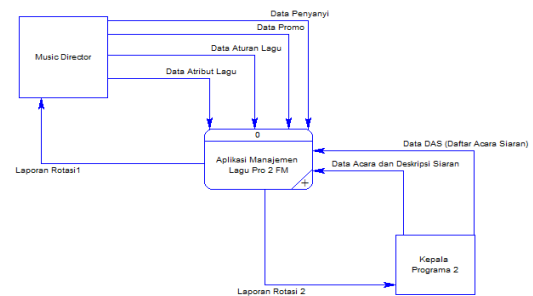 Data Penyanyi
Data Promo
Data Aturan Lagu
Data Atribut Lagu
Music Director
0
Aplikasi Manajemen
Lagu Pro 2 FM
+
Data DAS (Daftar Acara Siaran)
Data Acara dan Deskripsi Siaran
Laporan Rotasi1
Kepala
Programa 2
Laporan Rotasi 2